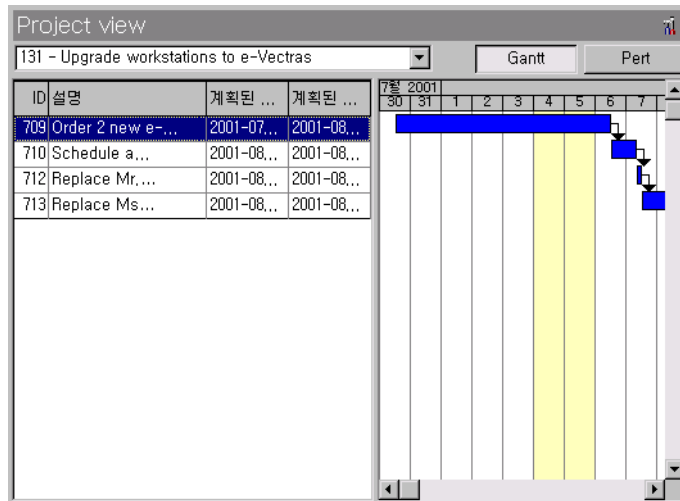 Project view
131 - Upgrade workstations to e-Vectras
Gantt
Pert
ID 설명 계획된 ... 계획된 ...
7월 2001
30 31 1 2 3 4 5 6 7
709 Order 2 new e-... 2001-07... 2001-08...
710 Schedule a... 2001-08... 2001-08...
712 Replace Mr.... 2001-08... 2001-08...
713 Replace Ms... 2001-08... 2001-08...